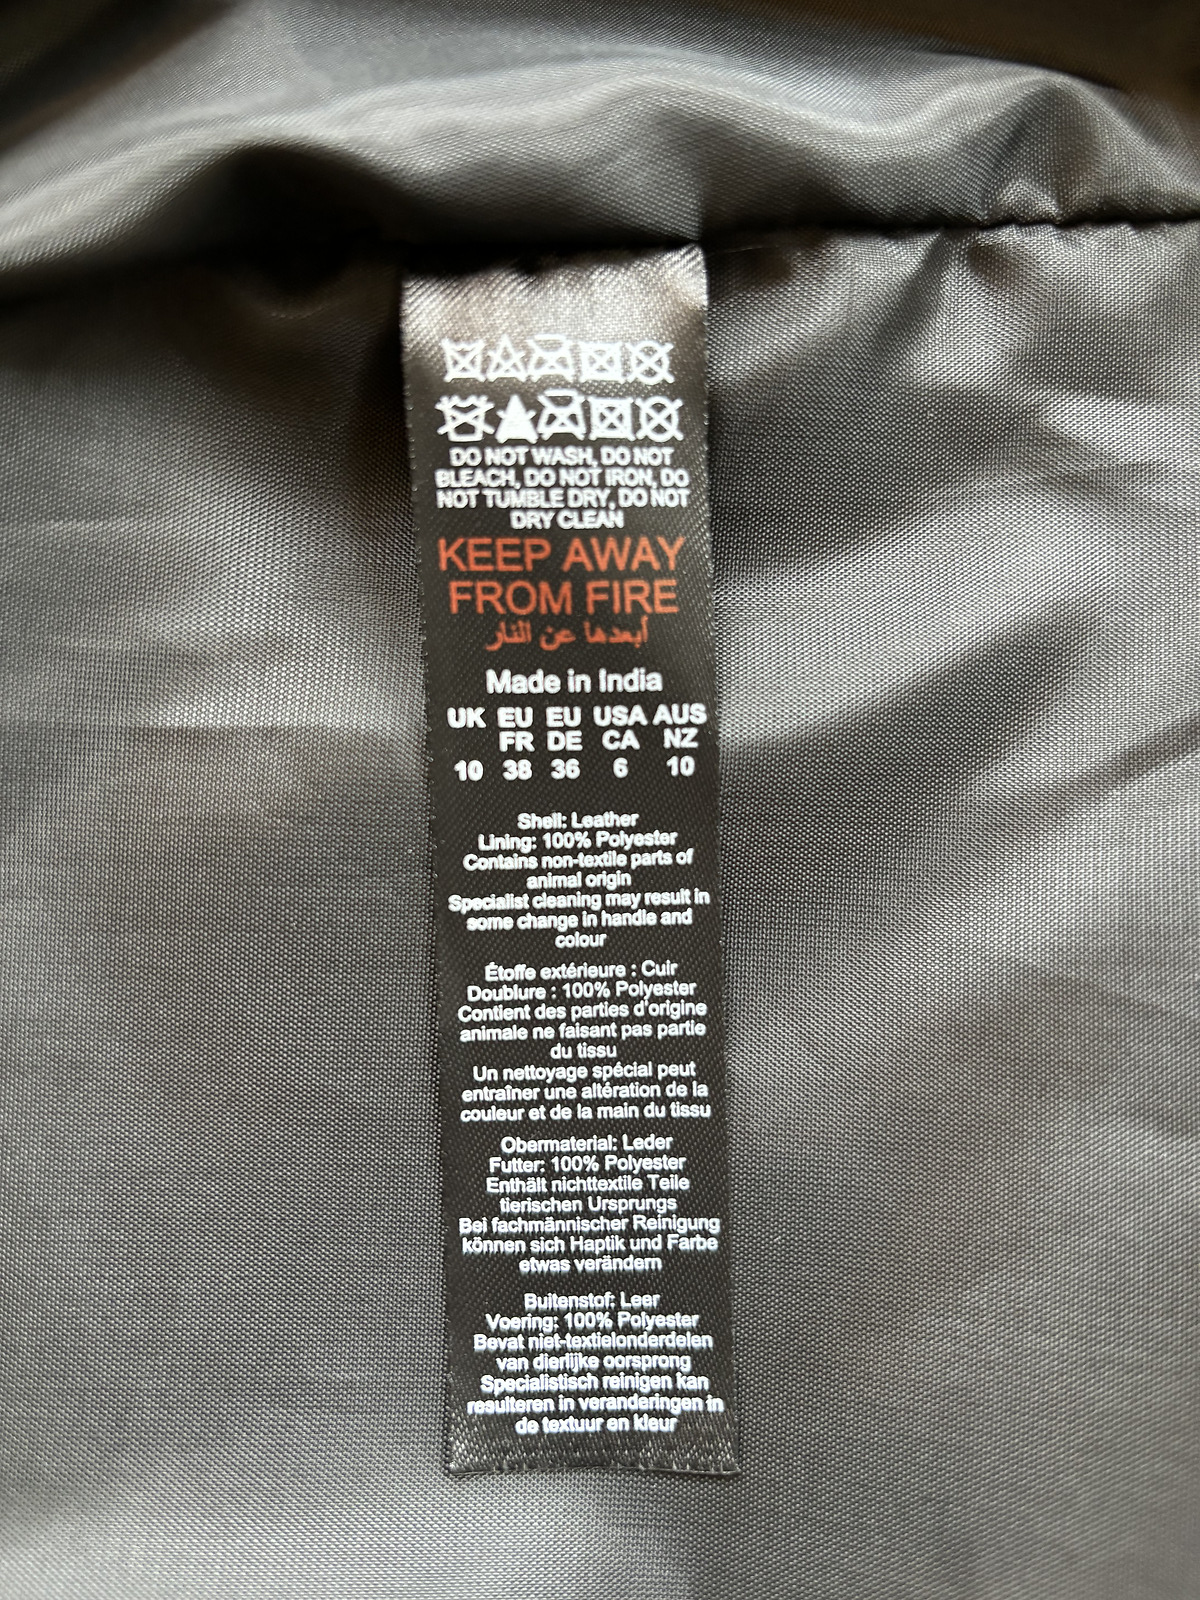 DO NOT WASH, DO NOT
BLEACH, DO NOT IRON, DO
NOT TUMBLE DRY, DO NOT
DRY CLEAN
KEEP AWAY
FROM FIRE
أبعدها عن النار
Made in India
UK EU EU USA AUS
FR DE CA NZ
10 38 36 6 10
Shell: Leather
Lining: 100% Polyester
Contains non-textile parts of
animal origin
Specialist cleaning may result in
some change in handle and
colour
Étoffe extérieure : Cuir
Doublure : 100% Polyester
Contient des parties d'origine
animale ne faisant pas partie
du tissu
Un nettoyage spécial peut
entraîner une altération de la
couleur et de la main du tissu
Obermaterial: Leder
Futter: 100% Polyester
Enthält nichttextile Teile
tierischen Ursprungs
Bei fachmännischer Reinigung
können sich Haptik und Farbe
etwas verändern
Buitenstof: Leer
Voering: 100% Polyester
Bevat niet-textielonderdelen
van dierlijke oorsprong
Specialistisch reinigen kan
resulteren in veranderingen in
de textuur en kleur